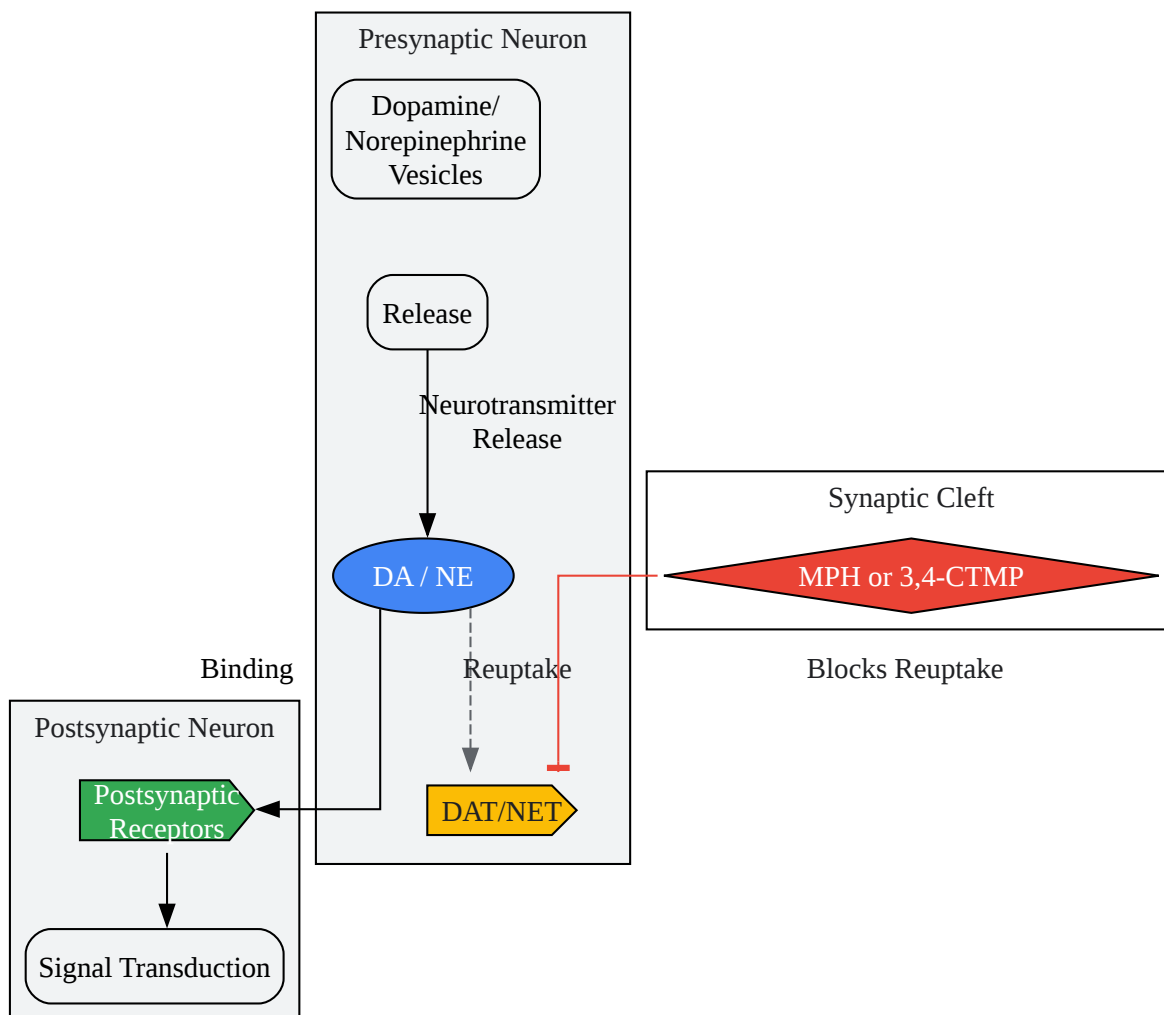 Presynaptic Neuron
Dopamine/
Norepinephrine
Vesicles
Release
Neurotransmitter
Release
Synaptic Cleft
DA / NE
MPH or 3,4-CTMP
Binding
Reuptake
Blocks Reuptake
Postsynaptic Neuron
Postsynaptic
Receptors
DAT/NET
Signal Transduction